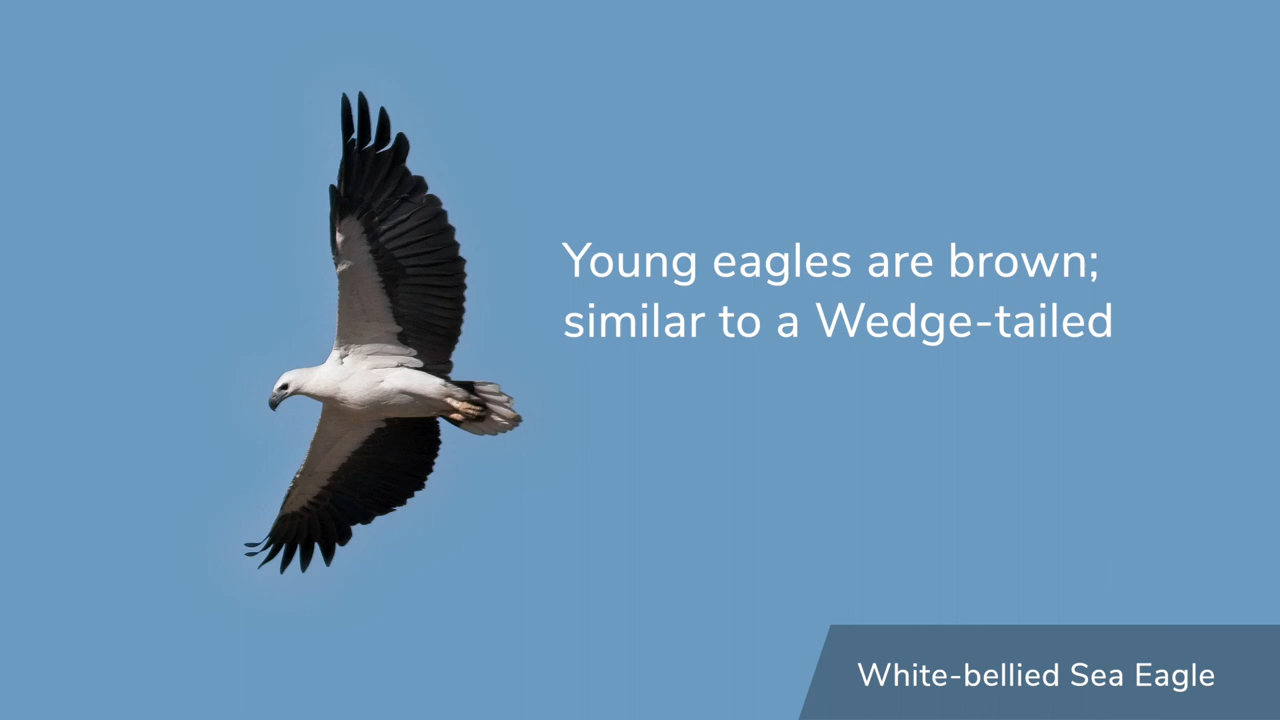 Young eagles are brown;
similar to a Wedge-tailed
White-bellied Sea Eagle